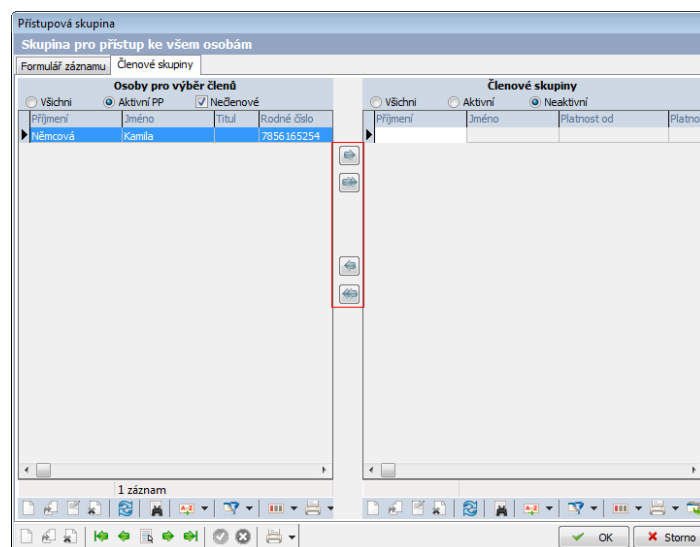 Přístupová skupina
Skupina pro přístup ke všem osobám
Formulář záznamu Členové skupiny
Osoby pro výběr členů
Všichni Aktivní PP Nečlenové
Příjmení Jméno Titul Rodné číslo
Němcová Kamila 7856165254
1 záznam
Členové skupiny
Všichni Aktivní Neaktivní
Příjmení Jméno Platnost od Platno
OK Storno